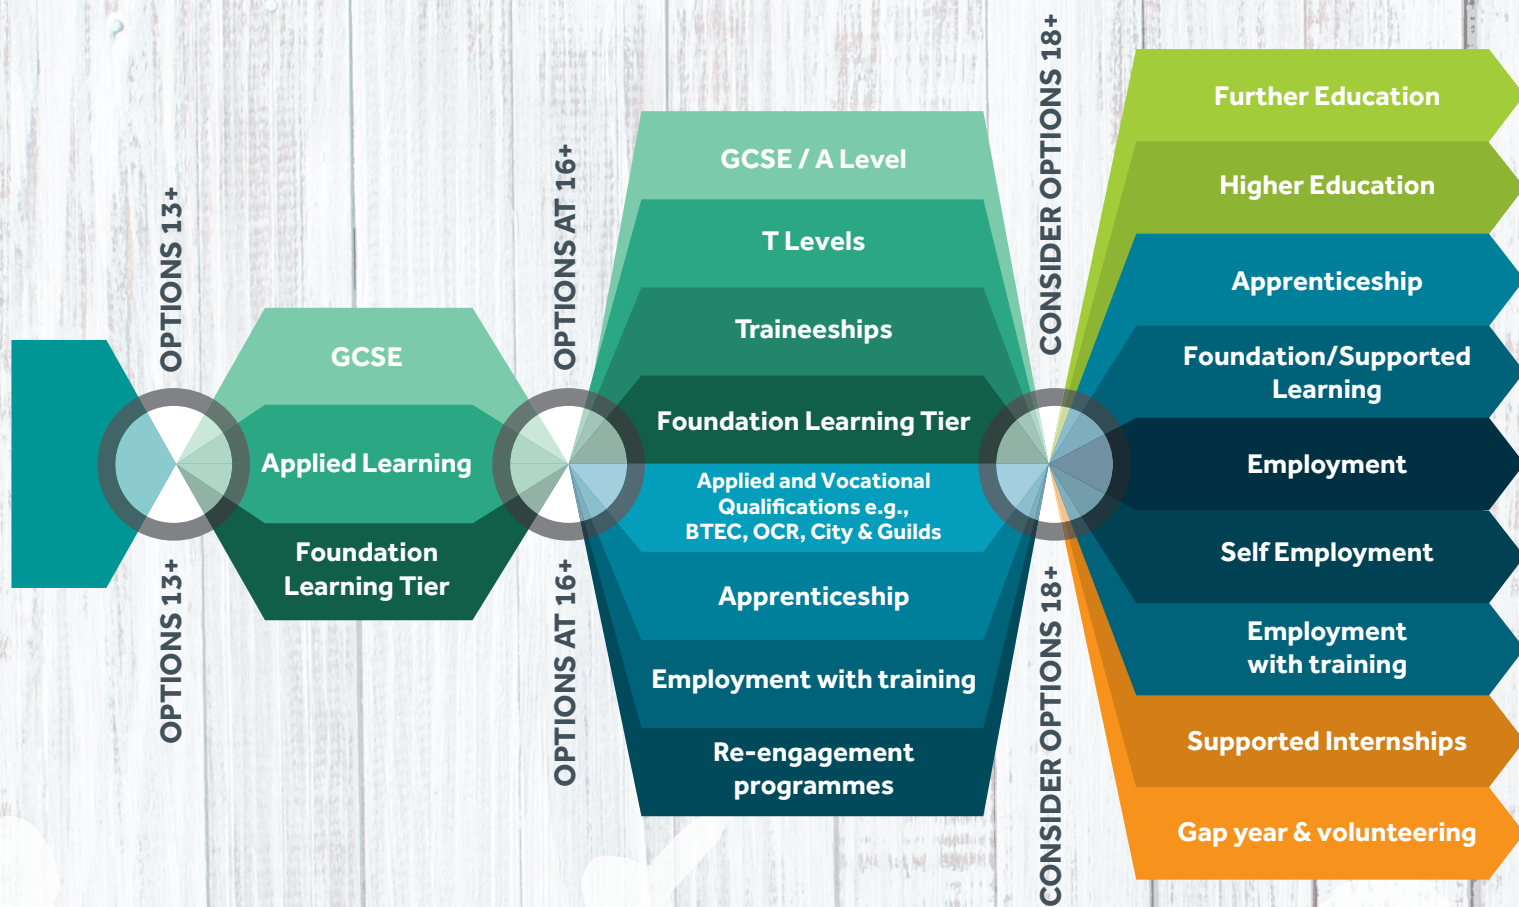 OPTIONS 13+
OPTIONS 13+
GCSE
Applied Learning
Foundation
Learning Tier
OPTIONS AT 16+
OPTIONS AT 16+
GCSE / A Level
T Levels
Traineeships
Foundation Learning Tier
Applied and Vocational
Qualifications e.g.,
BTEC, OCR, City & Guilds
Apprenticeship
Employment with training
Re-engagement
programmes
CONSIDER OPTIONS 18+
CONSIDER OPTIONS 18+
Further Education
Higher Education
Apprenticeship
Foundation/Supported
Learning
Employment
Self Employment
Employment
with training
Supported Internships
Gap year & volunteering